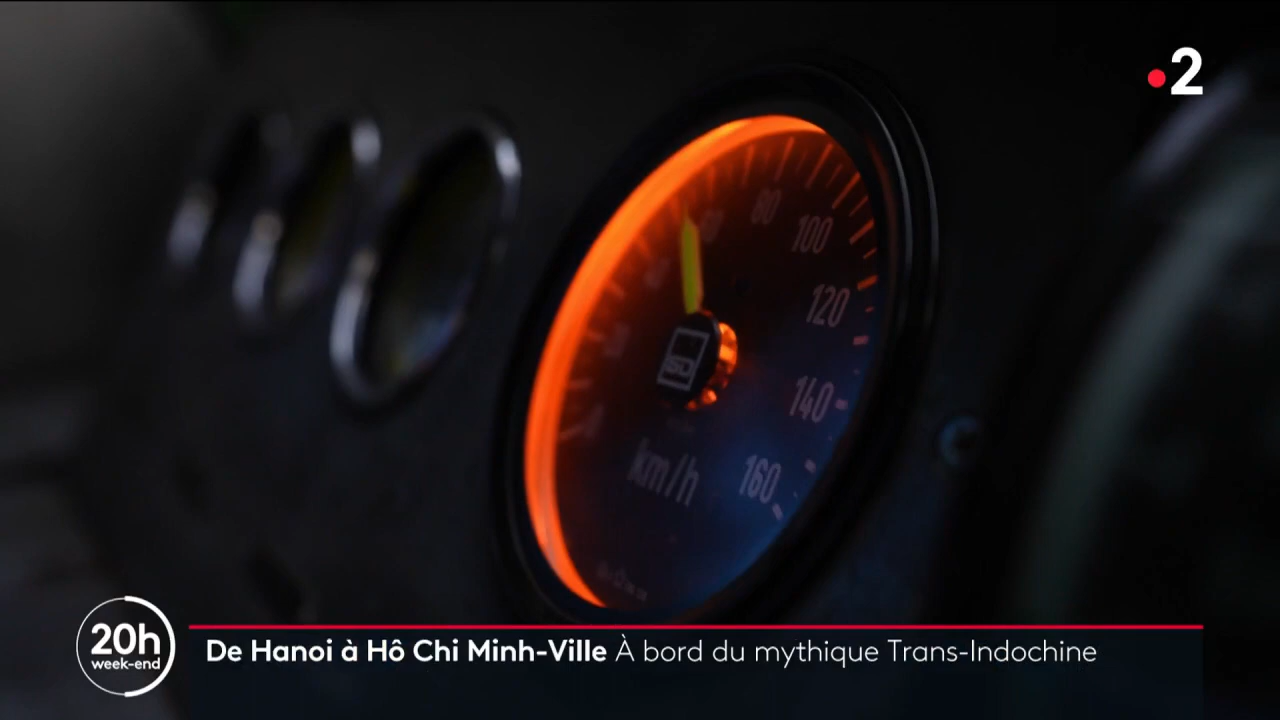 2
80
100
120
140
160
km/h
20h
week-end
De Hanoi à Hô Chi Minh-Ville À bord du mythique Trans-Indochine